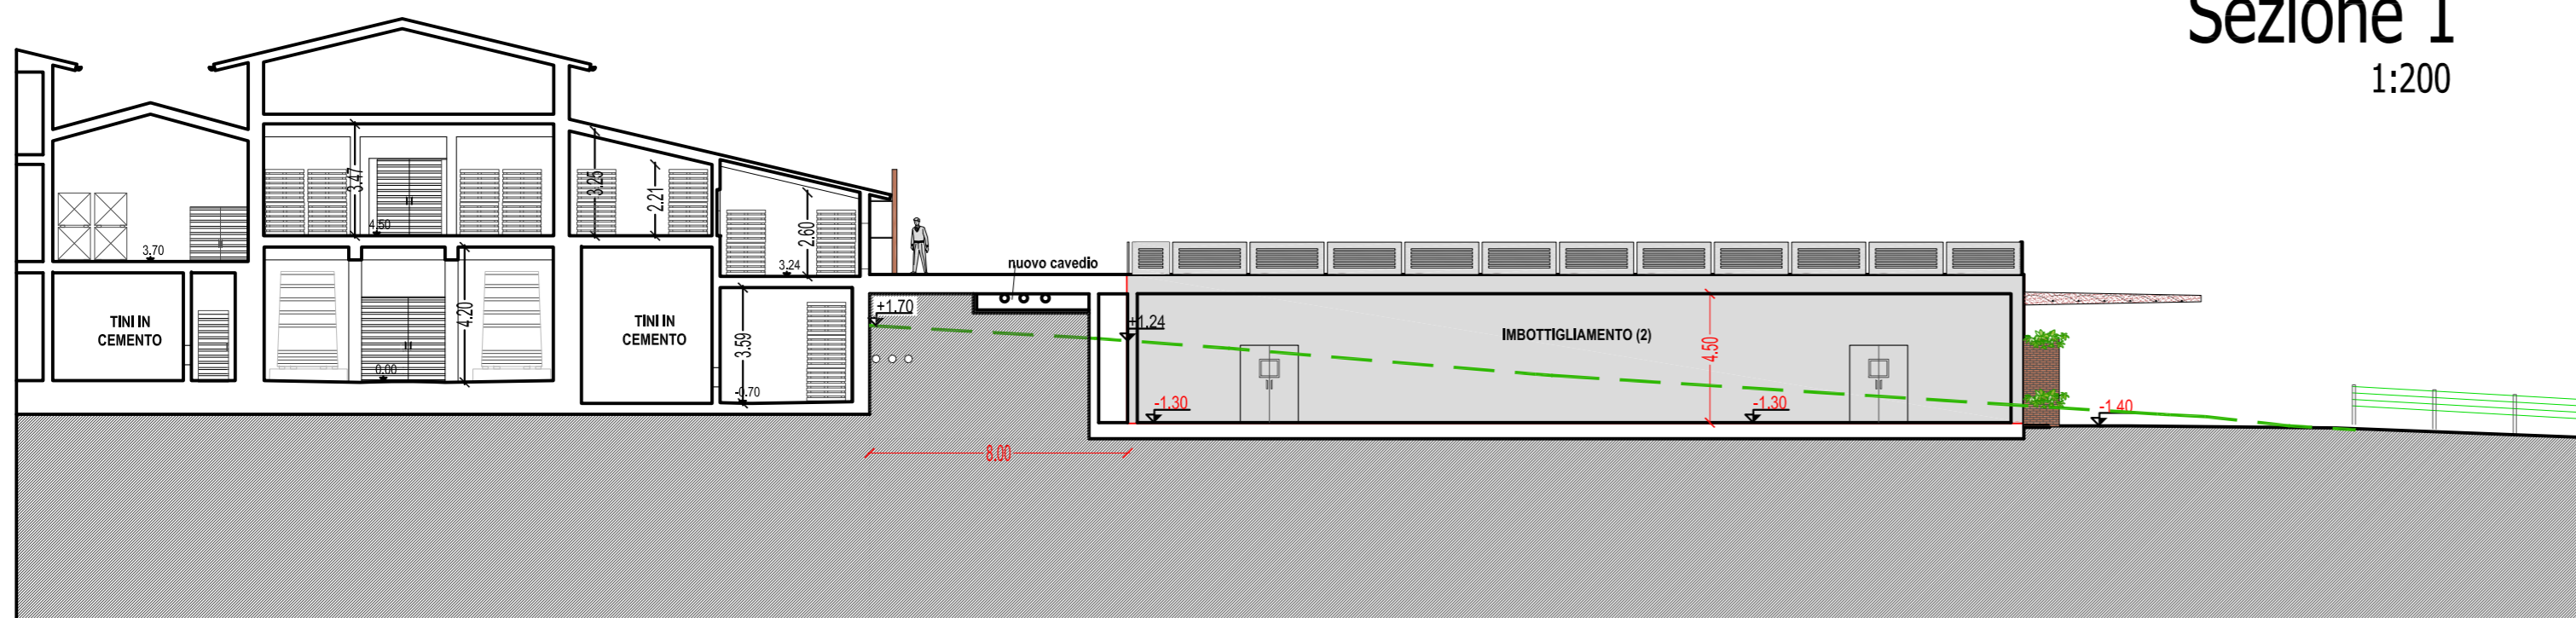 Sezione 1
1:200
3.47
4.50
3.25
2.21
2.60
3.70
3.24
nuovo cavedio
+1.70
+1.24
TINI IN
CEMENTO
4.20
0.00
TINI IN
CEMENTO
3.59
-0.70
IMBOTTIGLIAMENTO (2)
4.50
-1.30
-1.30
-1.40
8.00